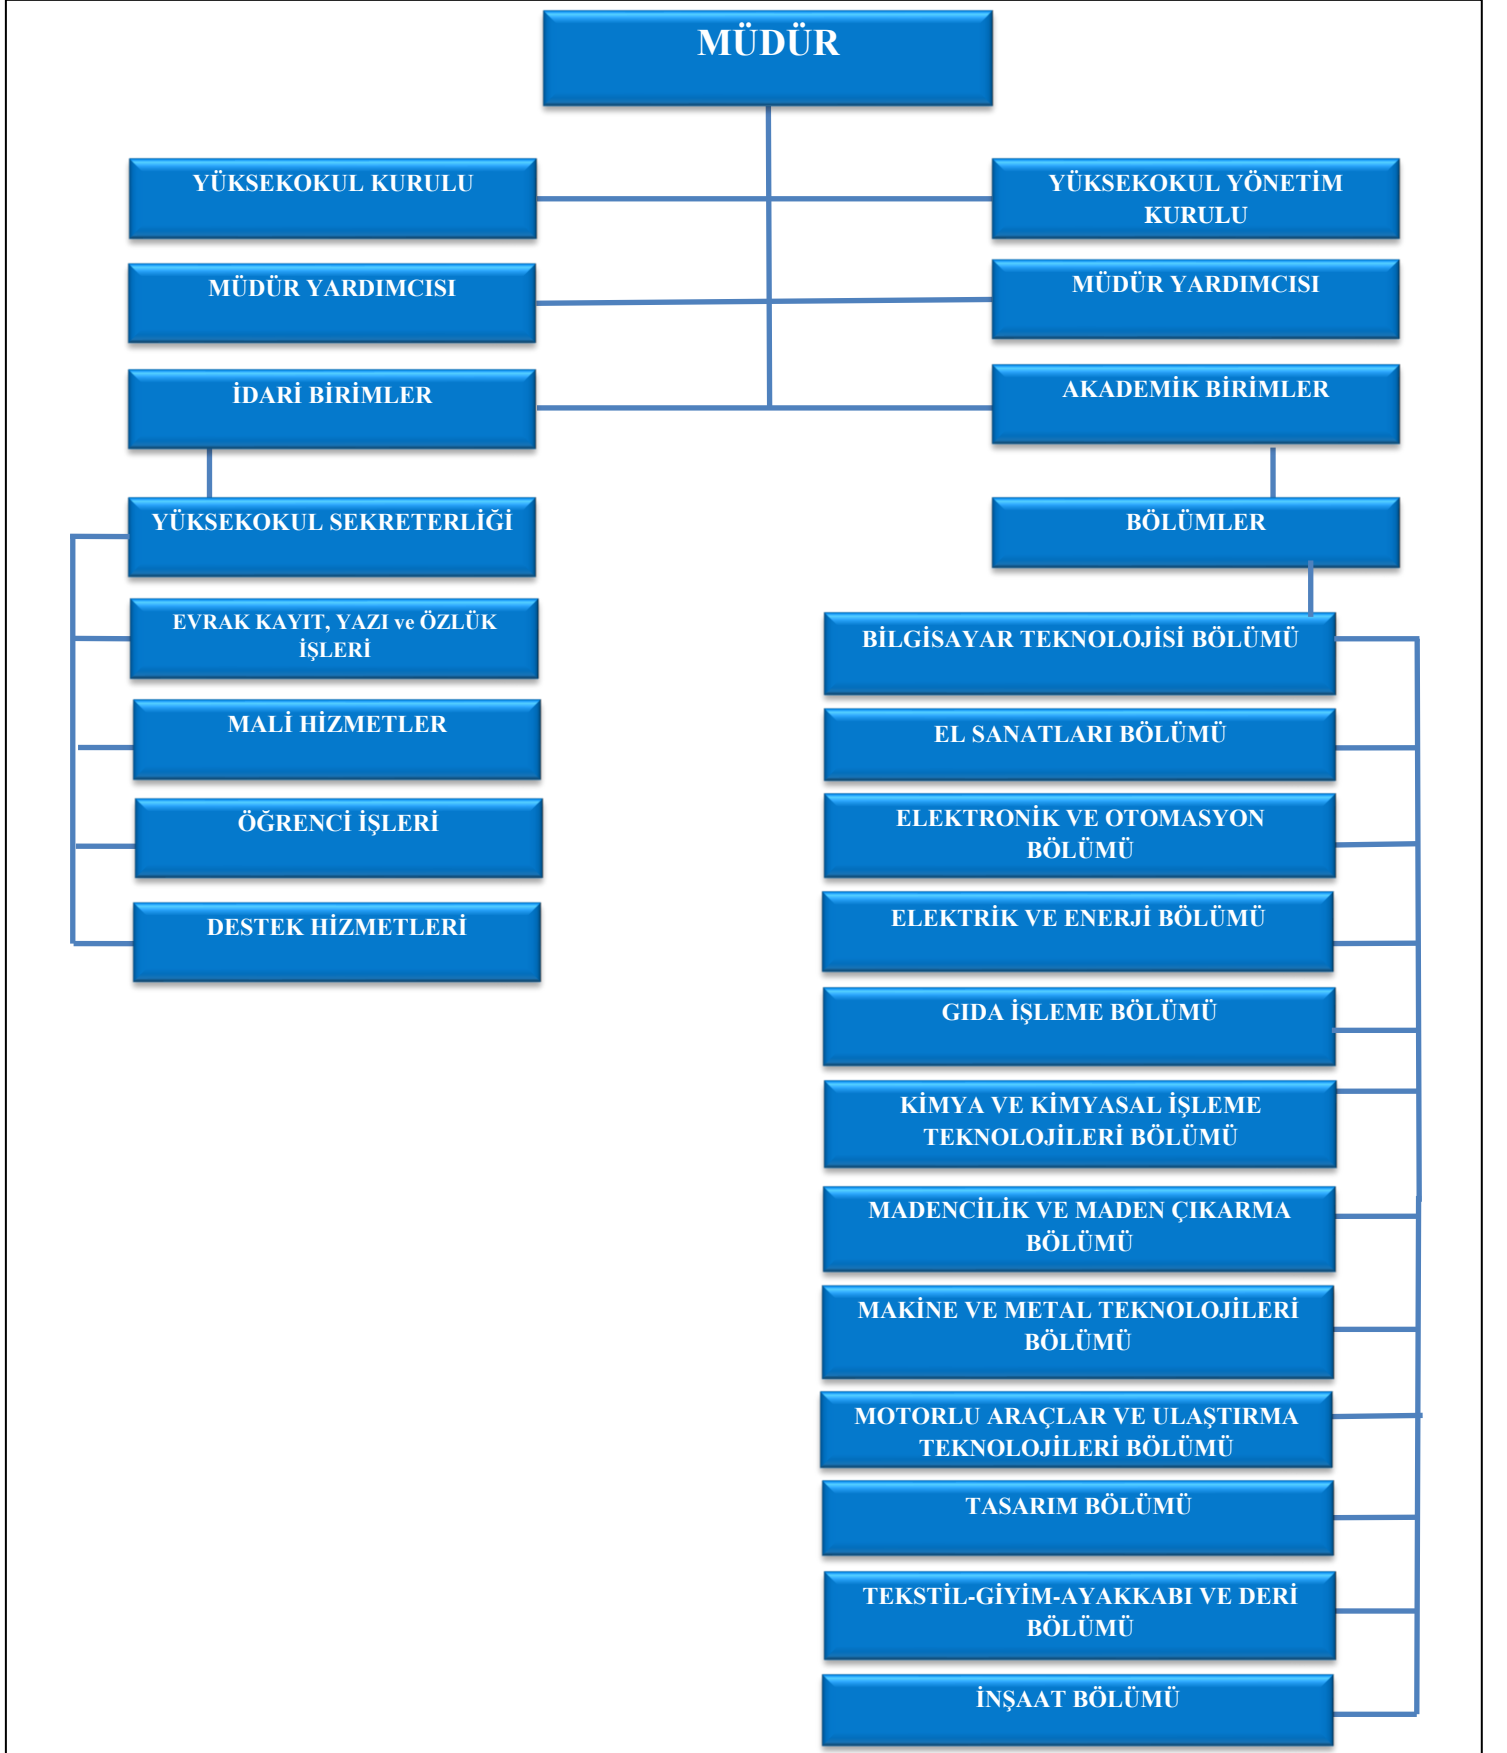 MÜDÜR
YÜKSEKOKUL KURULU
YÜKSEKOKUL YÖNETİM
KURULU
MÜDÜR YARDIMCISI
MÜDÜR YARDIMCISI
İDARİ BİRİMLER
AKADEMİK BİRİMLER
YÜKSEKOKUL SEKRETERLİĞİ
EVRAK KAYIT, YAZI ve ÖZLÜK
İŞLERİ
MALİ HİZMETLER
ÖĞRENCİ İŞLERİ
DESTEK HİZMETLERİ
BÖLÜMLER
BİLGİSAYAR TEKNOLOJİSİ BÖLÜMÜ
EL SANATLARI BÖLÜMÜ
ELEKTRONİK VE OTOMASYON
BÖLÜMÜ
ELEKTRİK VE ENERJİ BÖLÜMÜ
GIDA İŞLEME BÖLÜMÜ
KİMYA VE KİMYASAL İŞLEME
TEKNOLOJİLERİ BÖLÜMÜ
MADENCİLİK VE MADEN ÇIKARMA
BÖLÜMÜ
MAKİNE VE METAL TEKNOLOJİLERİ
BÖLÜMÜ
MOTORLU ARAÇLAR VE ULAŞTIRMA
TEKNOLOJİLERİ BÖLÜMÜ
TASARIM BÖLÜMÜ
TEKSTİL-GİYİM-AYAKKABI VE DERİ
BÖLÜMÜ
İNŞAAT BÖLÜMÜ